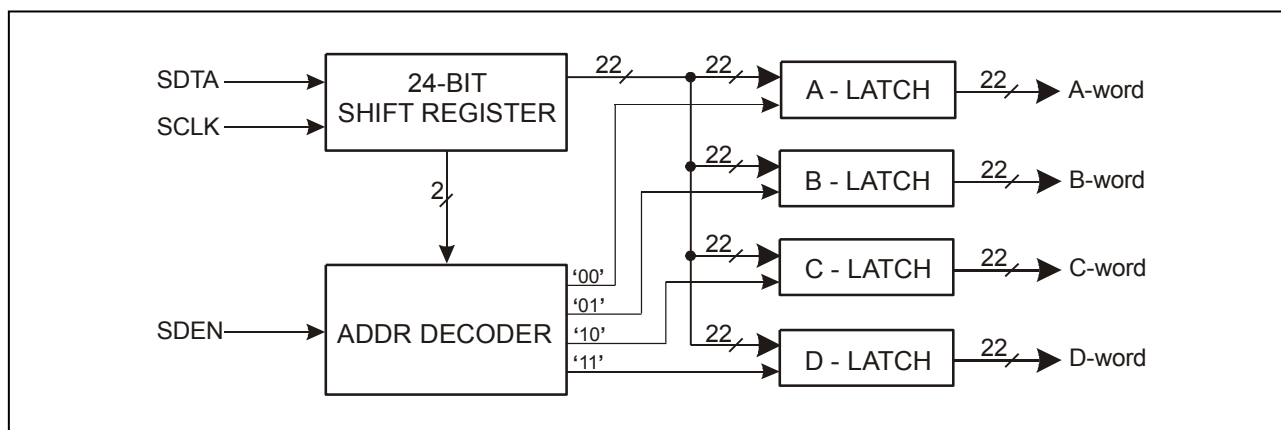 SDTA
SCLK
24-BIT
SHIFT REGISTER
22
22
A - LATCH
22
A-word
22
B - LATCH
22
B-word
2
22
C - LATCH
22
C-word
SDEN
ADDR DECODER
‘00’
‘01’
‘10’
‘11’
22
D - LATCH
22
D-word